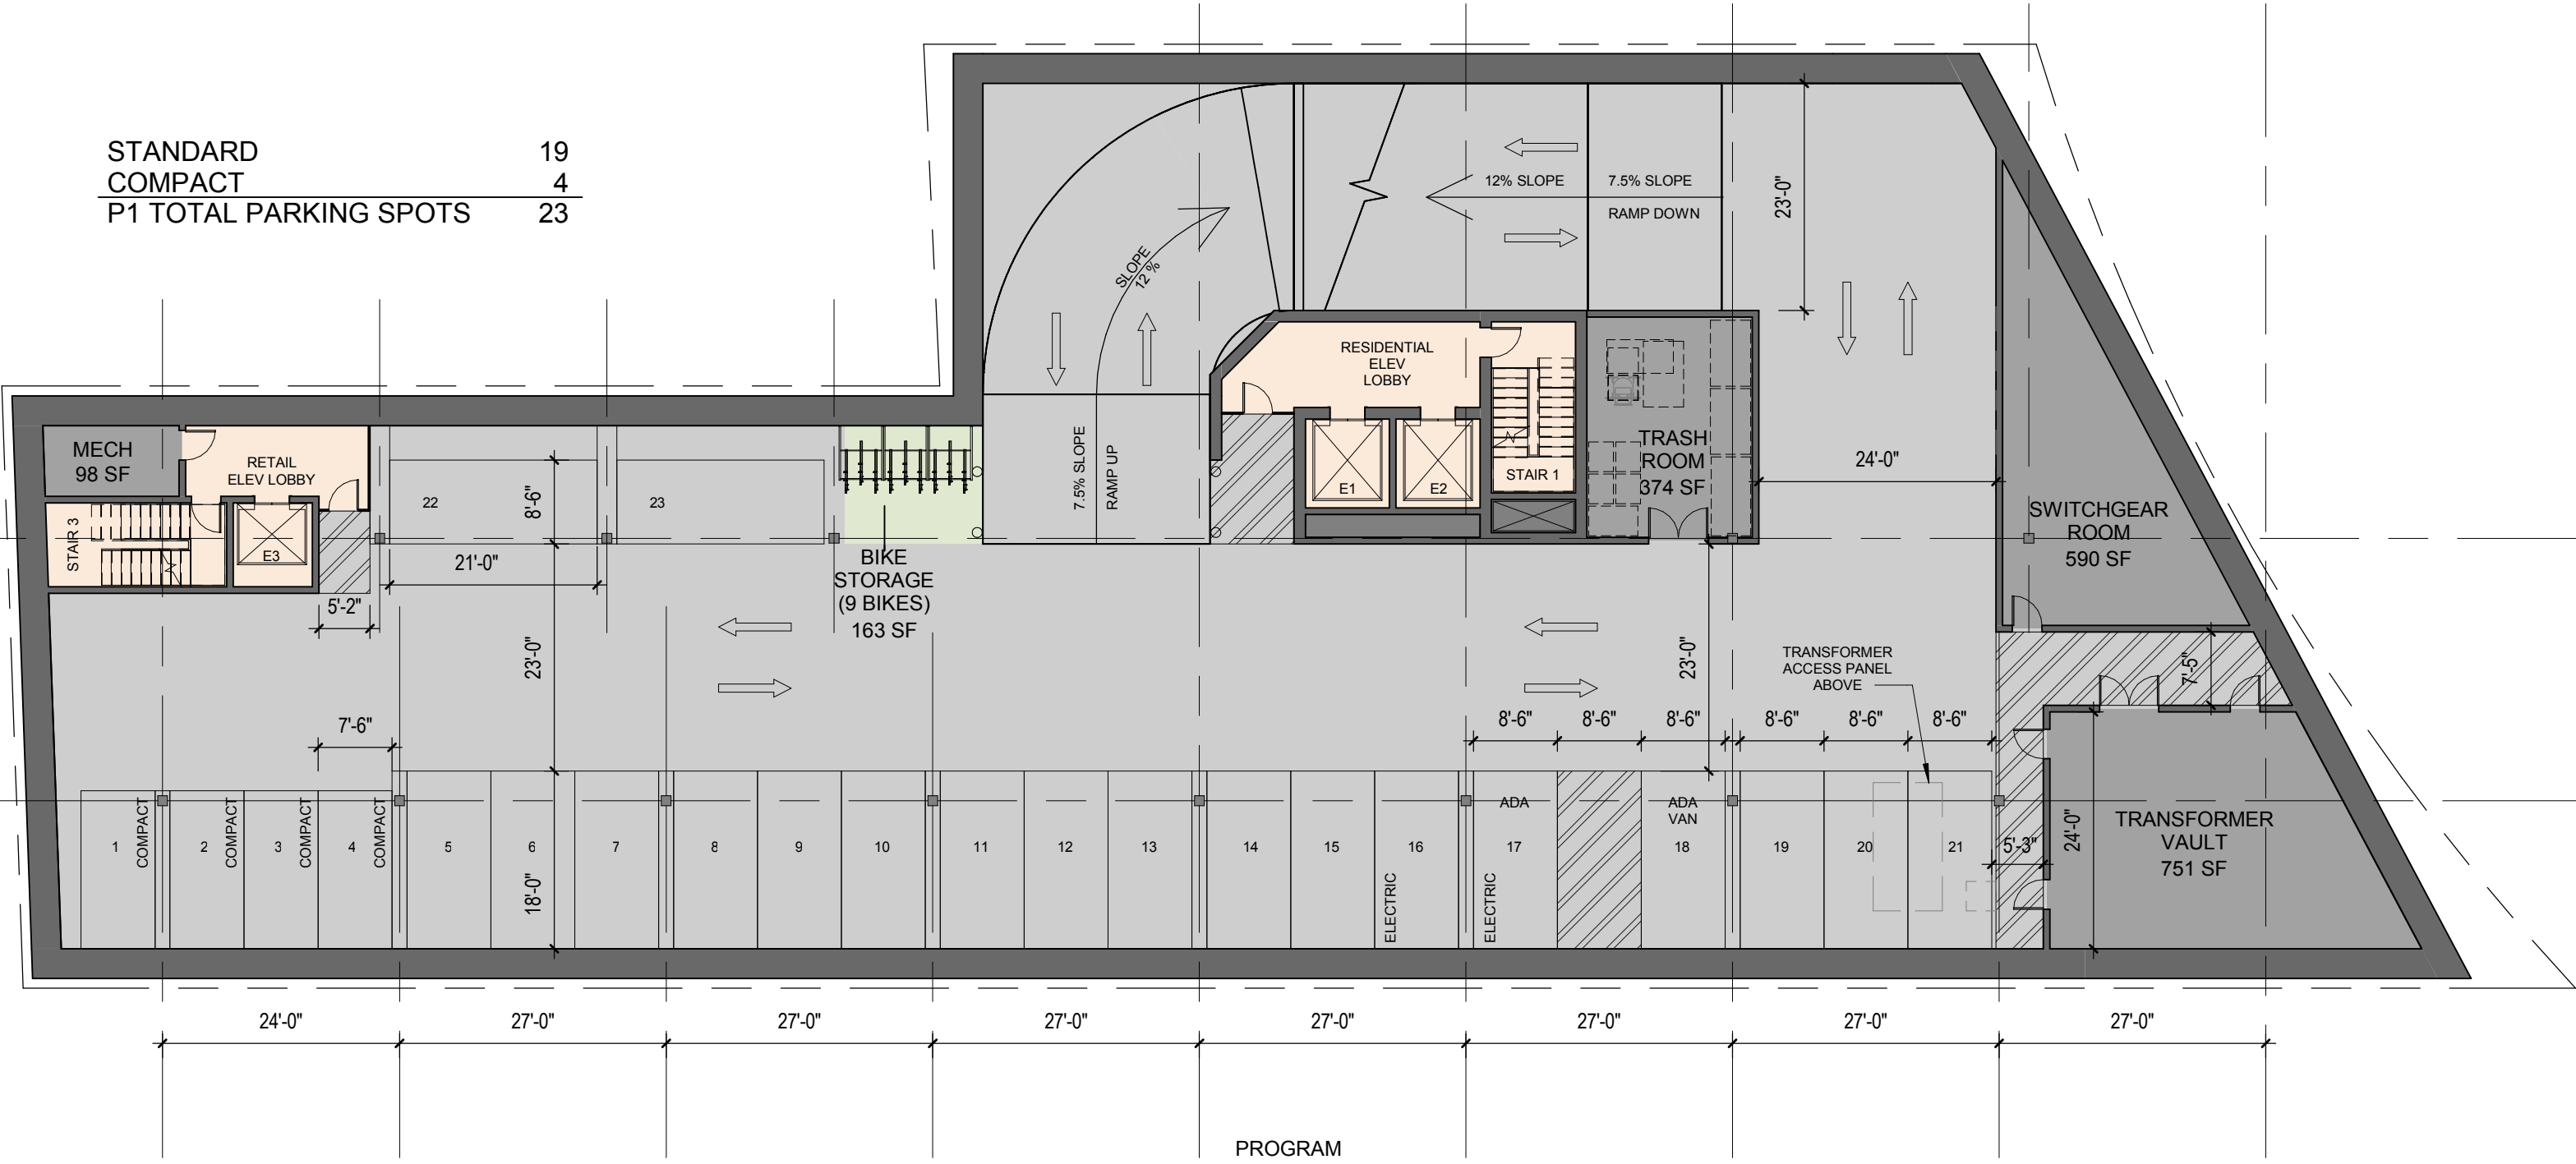 STANDARD 19
COMPACT 4
P1 TOTAL PARKING SPOTS 23
12% SLOPE
7.5% SLOPE
RAMP DOWN
23'-0"
SLOPE
12 %
RESIDENTIAL
ELEV
LOBBY
MECH
98 SF
RETAIL
ELEV LOBBY
22
8'-6"
23
7.5% SLOPE
RAMP UP
E1
E2
STAIR 1
TRASH
ROOM
374 SF
24'-0"
SWITCHGEAR
ROOM
590 SF
STAIR 3
E3
21'-0"
5'-2"
BIKE
STORAGE
(9 BIKES)
163 SF
23'-0"
23'-0"
TRANSFORMER
ACCESS PANEL
ABOVE
7'-5"
7'-6"
8'-6"
8'-6"
8'-6"
8'-6"
8'-6"
8'-6"
1
COMPACT
2
COMPACT
3
COMPACT
4
COMPACT
5
6
7
8
9
10
11
12
13
14
15
16
ELECTRIC
ADA
17
ELECTRIC
ADA
VAN
18
19
20
21
18'-0"
5'-3"
24'-0"
TRANSFORMER
VAULT
751 SF
24'-0"
27'-0"
27'-0"
27'-0"
27'-0"
27'-0"
27'-0"
27'-0"
PROGRAM